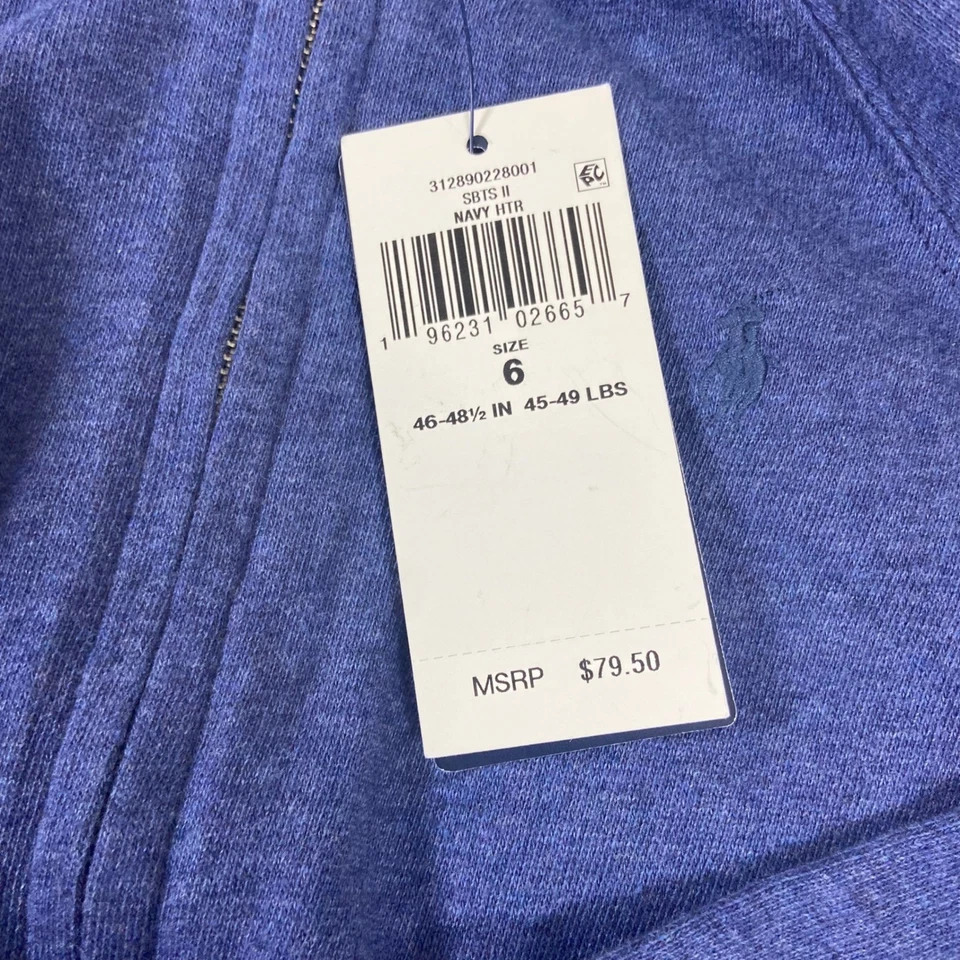 312890228001
EPC
SBTS II
NAVY HTR
1 96231 02665 7
SIZE
6
46-48½ IN 45-49 LBS
MSRP $79.50